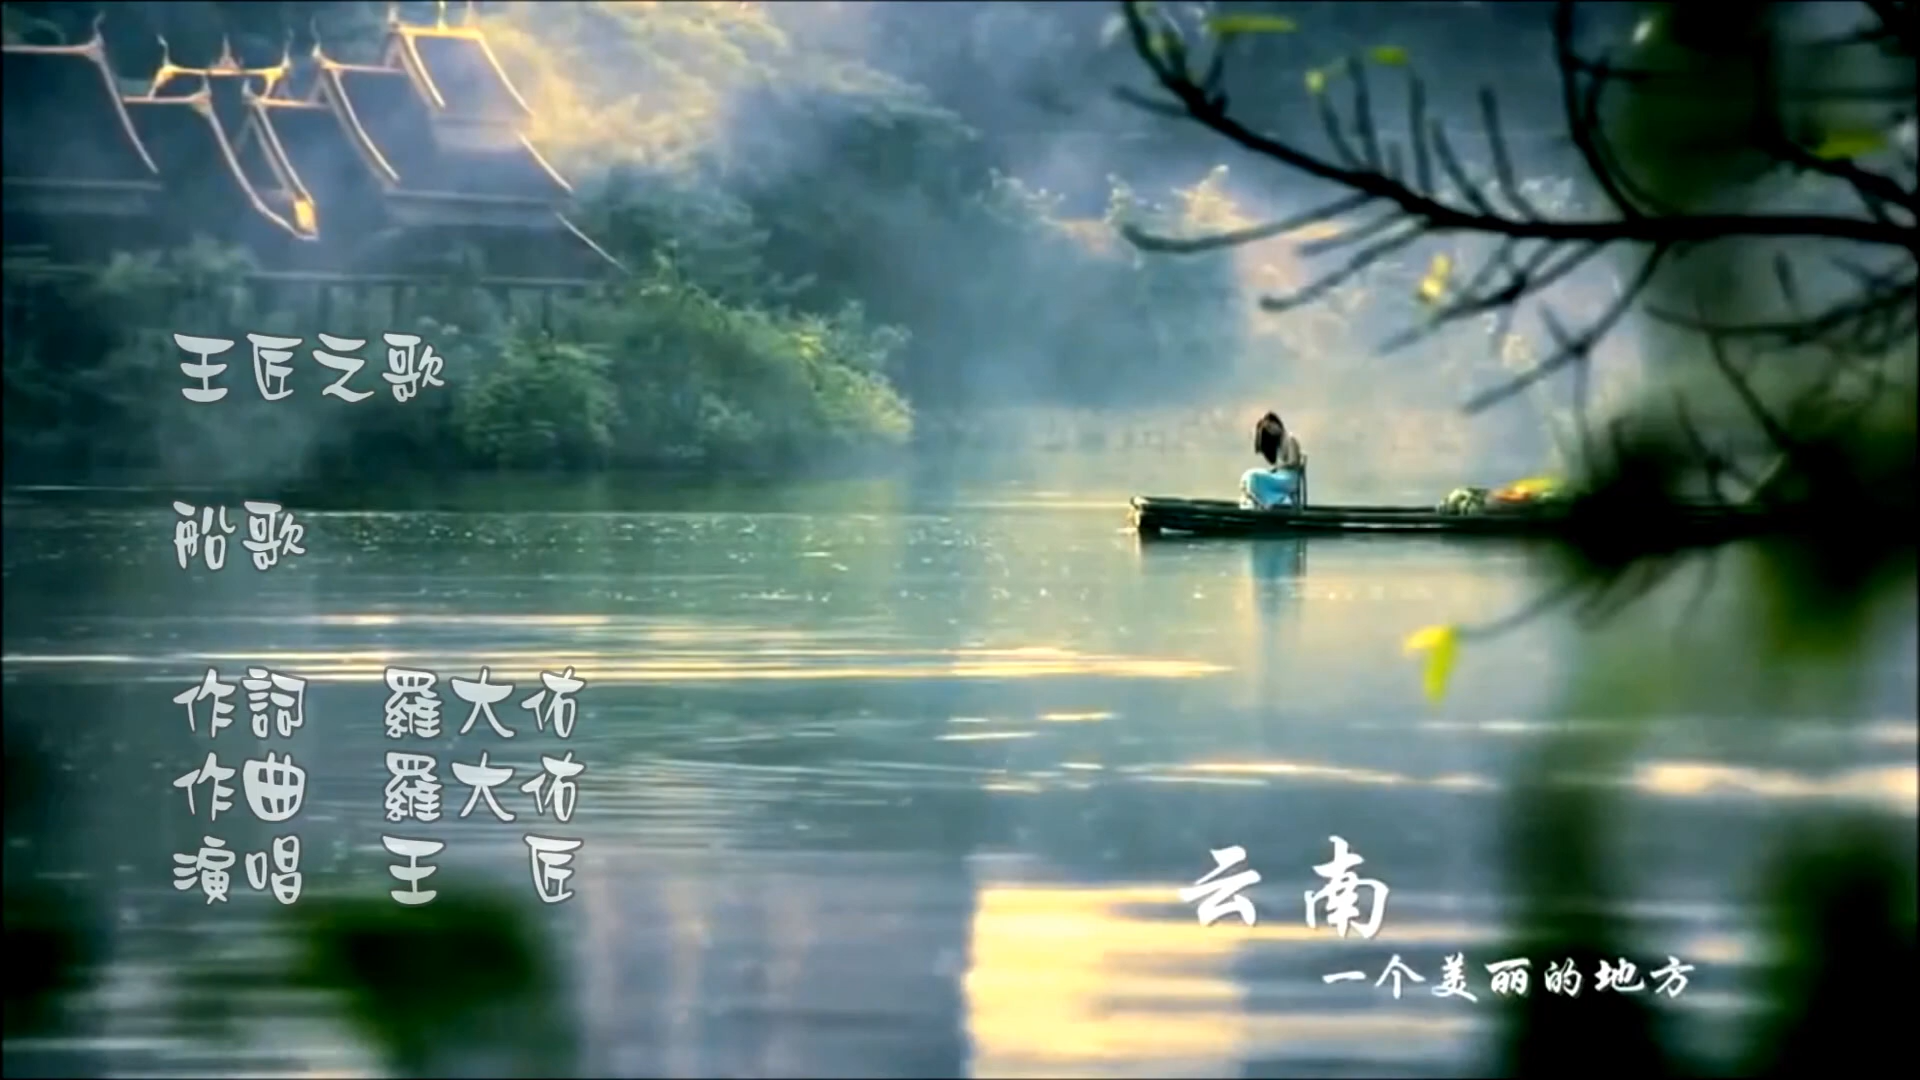 王匠之歌
船歌
作詞 羅大佑
作曲 羅大佑
演唱 王 匠
云南
一个美丽的地方